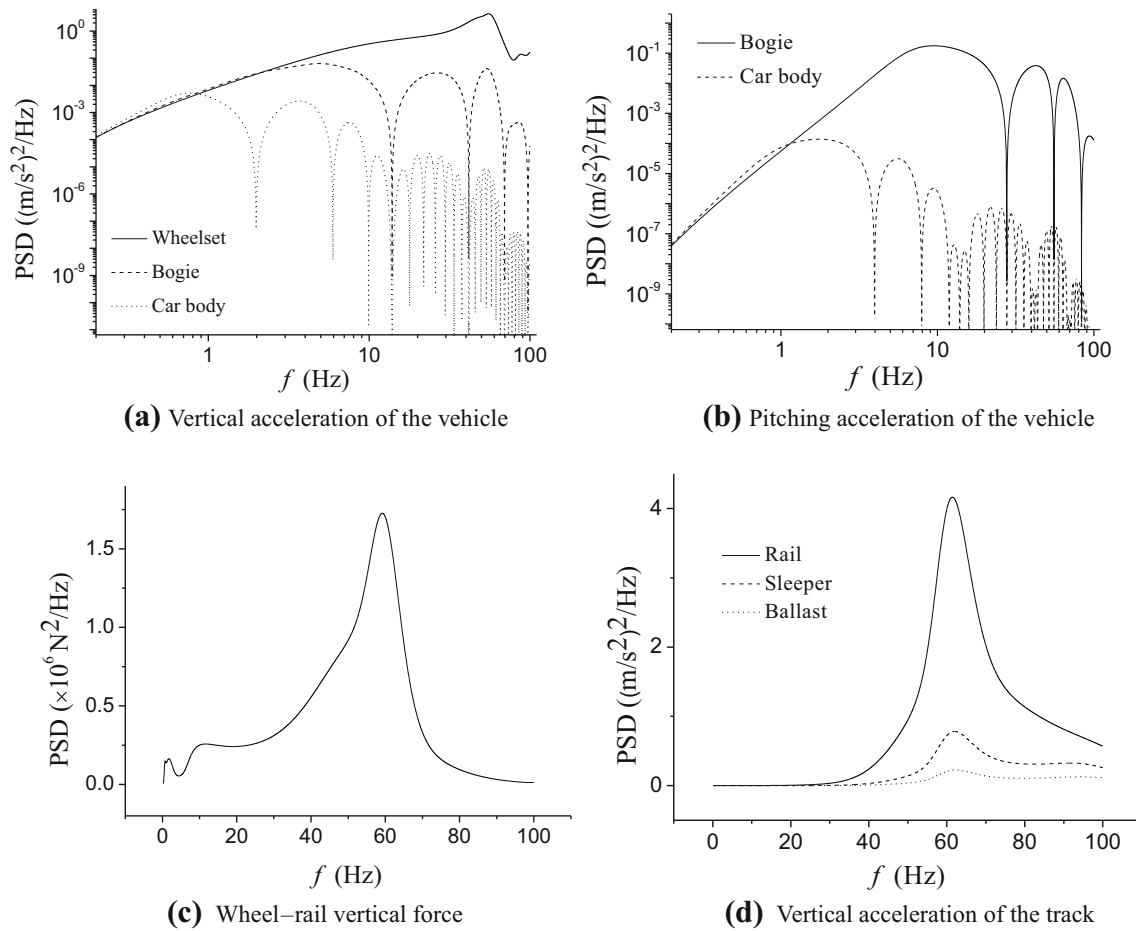 10^0
10^-3
10^-6
10^-9
PSD ((m/s^2)^2/Hz)
Wheelset
Bogie
Car body
1
10
100
f (Hz)
(a) Vertical acceleration of the vehicle
10^-1
10^-3
10^-5
10^-7
10^-9
PSD ((m/s^2)^2/Hz)
Bogie
Car body
1
10
100
f (Hz)
(b) Pitching acceleration of the vehicle
1.5
1.0
0.5
0.0
PSD (×10^6 N^2/Hz)
0
20
40
60
80
100
f (Hz)
(c) Wheel–rail vertical force
4
2
0
PSD ((m/s^2)^2/Hz)
Rail
Sleeper
Ballast
0
20
40
60
80
100
f (Hz)
(d) Vertical acceleration of the track